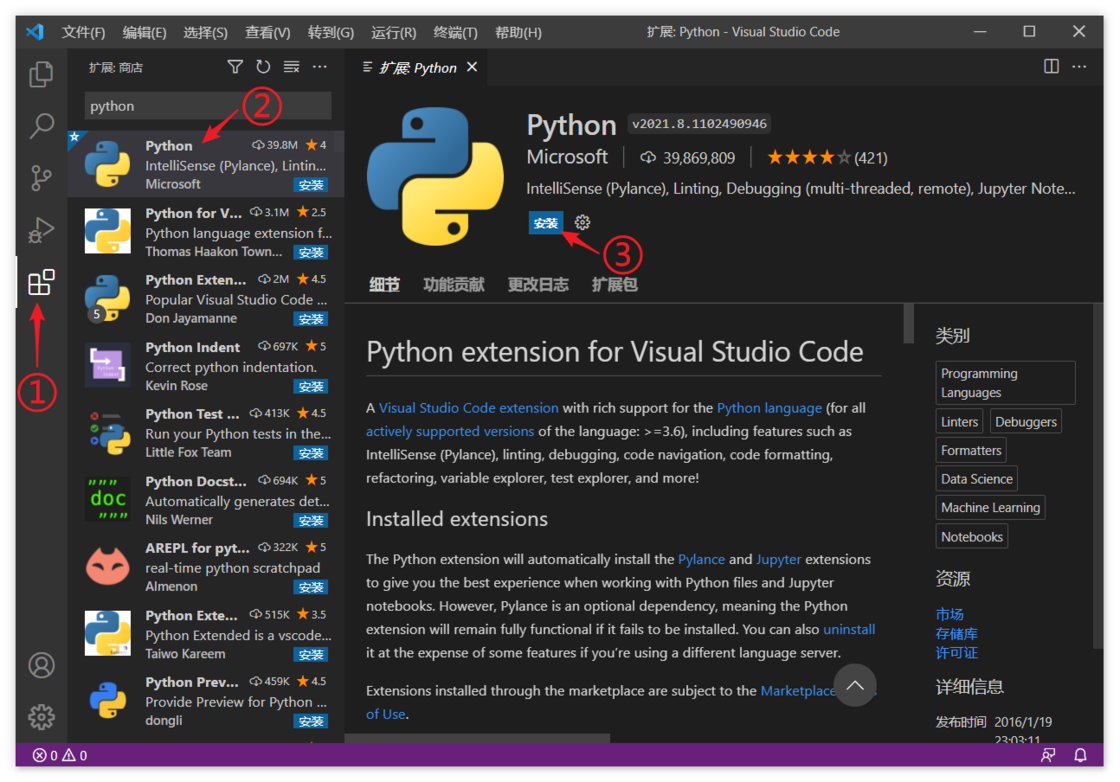 文件(F) 编辑(E) 选择(S) 查看(V) 转到(G) 运行(R) 终端(T) 帮助(H) 扩展: Python - Visual Studio Code
扩展: 商店
python
②
Python 39.8M ★4
IntelliSense (Pylance), Lintin...
Microsoft 安装
Python for V... 3.1M ★2.5
Python language extension f...
Thomas Haakon Town... 安装
Python Exten... 2M ★4.5
Popular Visual Studio Code ...
5
Don Jayamanne 安装
Python Indent 697K ★5
Correct python indentation.
Kevin Rose 安装
①
Python Test ... 413K ★4.5
Run your Python tests in the...
Little Fox Team 安装
Python Docst... 694K ★5
"""
doc
"""
Automatically generates det...
Nils Werner 安装
AREPL for pyt... 322K ★5
real-time python scratchpad
Almenon 安装
Python Exte... 515K ★3.5
Python Extended is a vscode...
Taiwo Kareem 安装
Python Prev... 459K ★4.5
Provide Preview for Python ...
dongli 安装
扩展: Python
Python v2021.8.1102490946
Microsoft 39,869,809 ★★★★☆(421)
IntelliSense (Pylance), Linting, Debugging (multi-threaded, remote), Jupyter Note...
安装
③
细节 功能贡献 更改日志 扩展包
Python extension for Visual Studio Code
A Visual Studio Code extension with rich support for the Python language (for all
actively supported versions of the language: >=3.6), including features such as
IntelliSense (Pylance), linting, debugging, code navigation, code formatting,
refactoring, variable explorer, test explorer, and more!
Installed extensions
The Python extension will automatically install the Pylance and Jupyter extensions
to give you the best experience when working with Python files and Jupyter
notebooks. However, Pylance is an optional dependency, meaning the Python
extension will remain fully functional if it fails to be installed. You can also uninstall
it at the expense of some features if you're using a different language server.
Extensions installed through the marketplace are subject to the Marketplace
of Use.
类别
Programming
Languages
Linters Debuggers
Formatters
Data Science
Machine Learning
Notebooks
资源
市场
存储库
许可证
详细信息
发布时间 2016/1/19
23:03:11
0 0